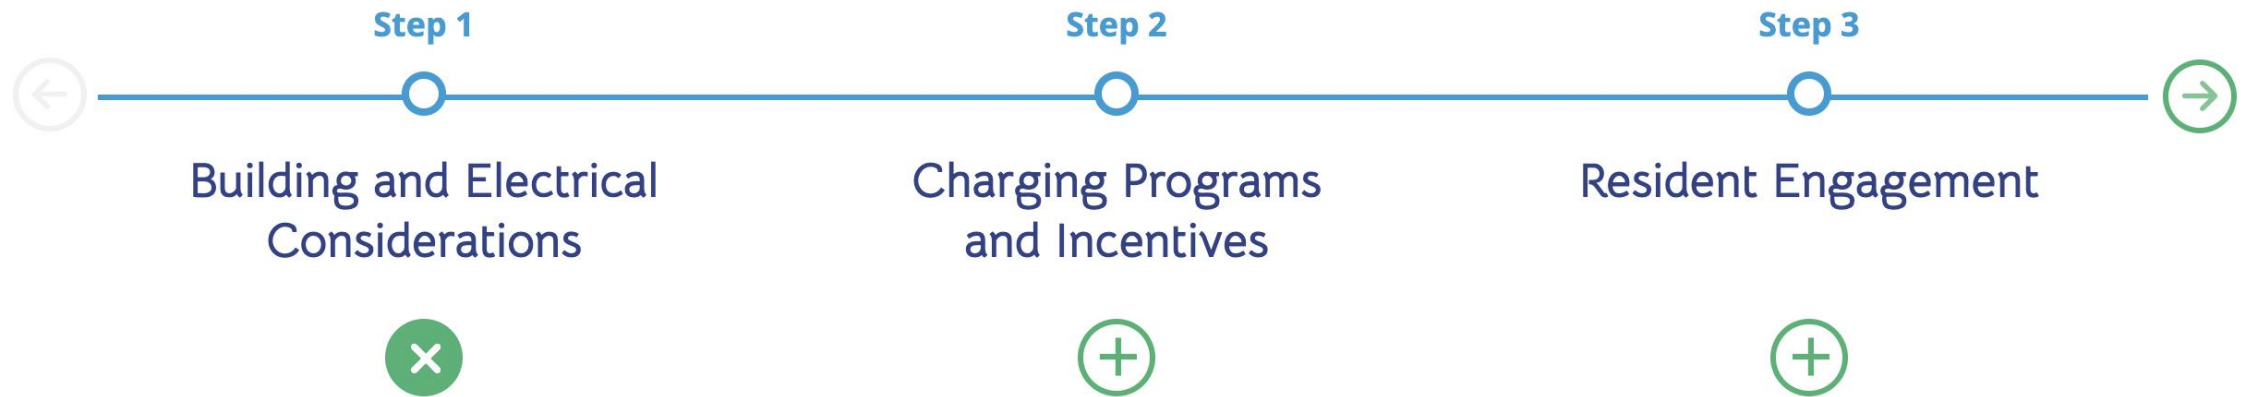 Step 1
Step 2
Step 3
Building and Electrical
Considerations
Charging Programs
and Incentives
Resident Engagement